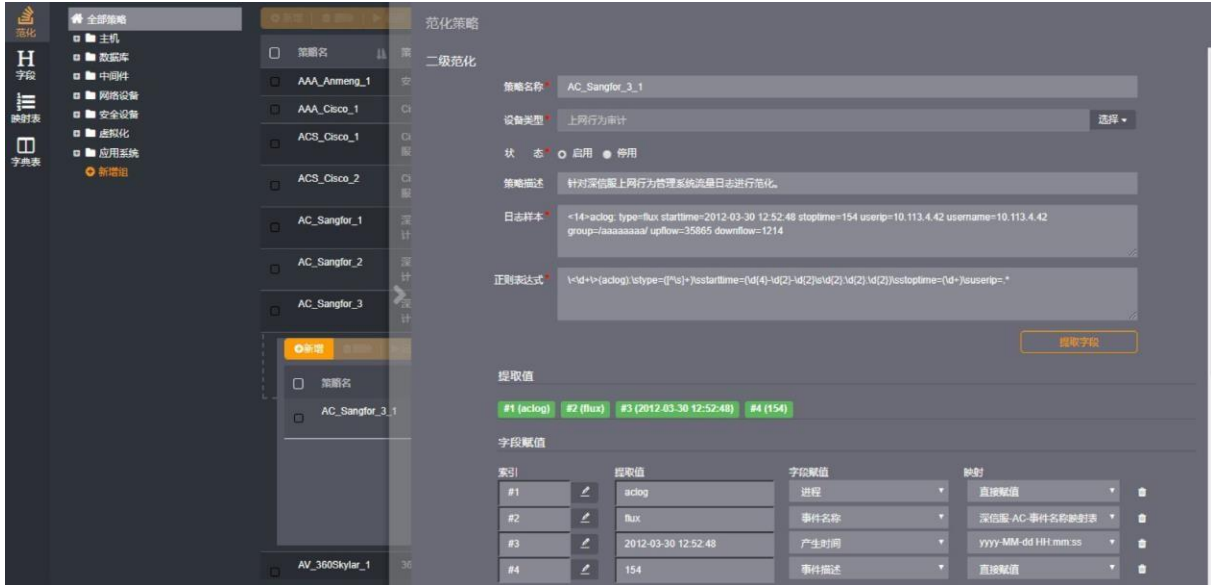 范化
字段
映射表
字典表
全部策略
主机
数据库
中间件
网络设备
安全设备
虚拟化
应用系统
新增组
新增
策略名
AAA_Anmeng_1
AAA_Cisco_1
ACS_Cisco_1
ACS_Cisco_2
AC_Sangfor_1
AC_Sangfor_2
AC_Sangfor_3
新增
策略名
AC_Sangfor_3_1
AV_360Skylar_1
范化策略
二级范化
策略名称* AC_Sangfor_3_1
设备类型* 上网行为审计 选择
状 态* 启用 停用
策略描述 针对深信服上网行为管理系统流量日志进行范化。
日志样本* <14>aclog: type=flux starttime=2012-03-30 12:52:48 stoptime=154 userip=10.113.4.42 username=10.113.4.42
group=/aaaaaaaa/ upflow=35865 downflow=1214
正则表达式* \<\d+\>(aclog):\stype=([^\s]+)\sstarttime=(\d{4}-\d{2}-\d{2}\s\d{2}:\d{2}:\d{2})\sstoptime=(\d+)\suserip=.*
提取字段
提取值
#1 (aclog) #2 (flux) #3 (2012-03-30 12:52:48) #4 (154)
字段赋值
索引 提取值 字段赋值 映射
#1 aclog 进程 直接赋值
#2 flux 事件名称 深信服-AC-事件名称映射表
#3 2012-03-30 12:52:48 产生时间 yyyy-MM-dd HH:mm:ss
#4 154 事件描述 直接赋值